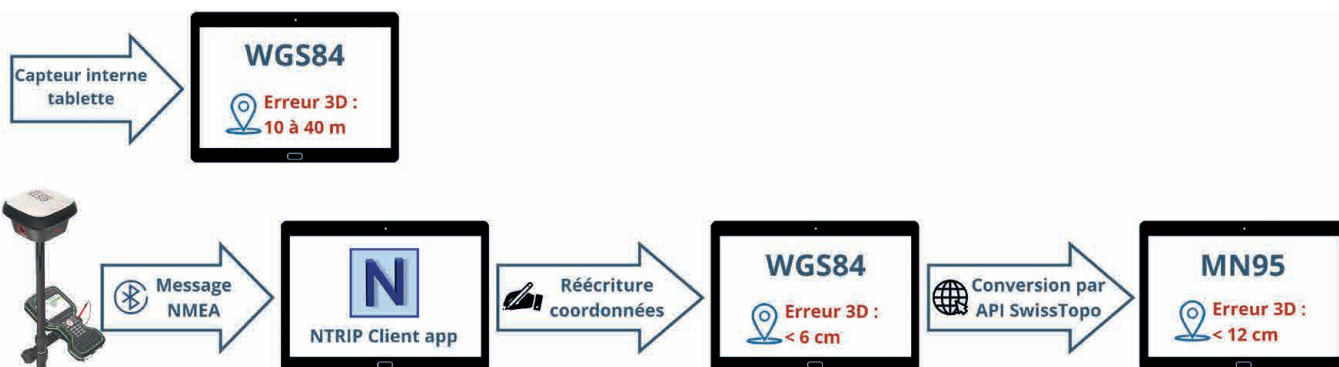 Capteur interne
tablette
WGS84
Erreur 3D :
10 à 40 m
Message
NMEA
N
NTRIP Client app
Réécriture
coordonnées
WGS84
Erreur 3D :
< 6 cm
Conversion par
API SwissTopo
MN95
Erreur 3D :
< 12 cm